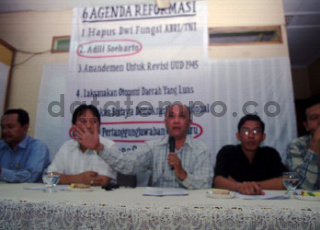 6 AGENDA REFORMASI
1. Hapus Dwi Fungsi ABRI/TNI
2. Adili Soeharto
3. Amandemen Untuk Revisi UUD 1945
4. Laksanakan Otonomi Daerah Yang Luas
Budaya
datatempo.co
Pertanggungjawaban